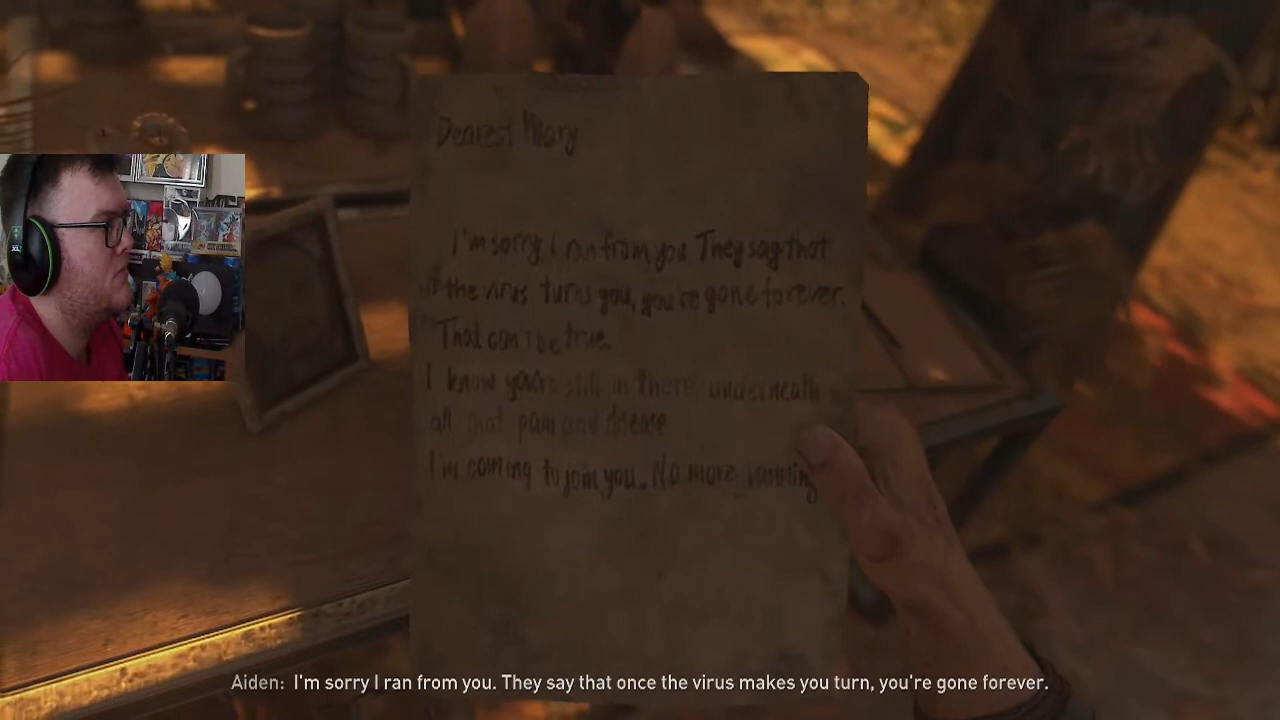 Dearest Mary
I'm sorry I ran from you They say that
if the virus turns you, you're gone forever.
That can't be true.
I know you're still in there underneath
all that pain and disease
I'm coming to join you. No more running
Aiden: I'm sorry I ran from you. They say that once the virus makes you turn, you're gone forever.